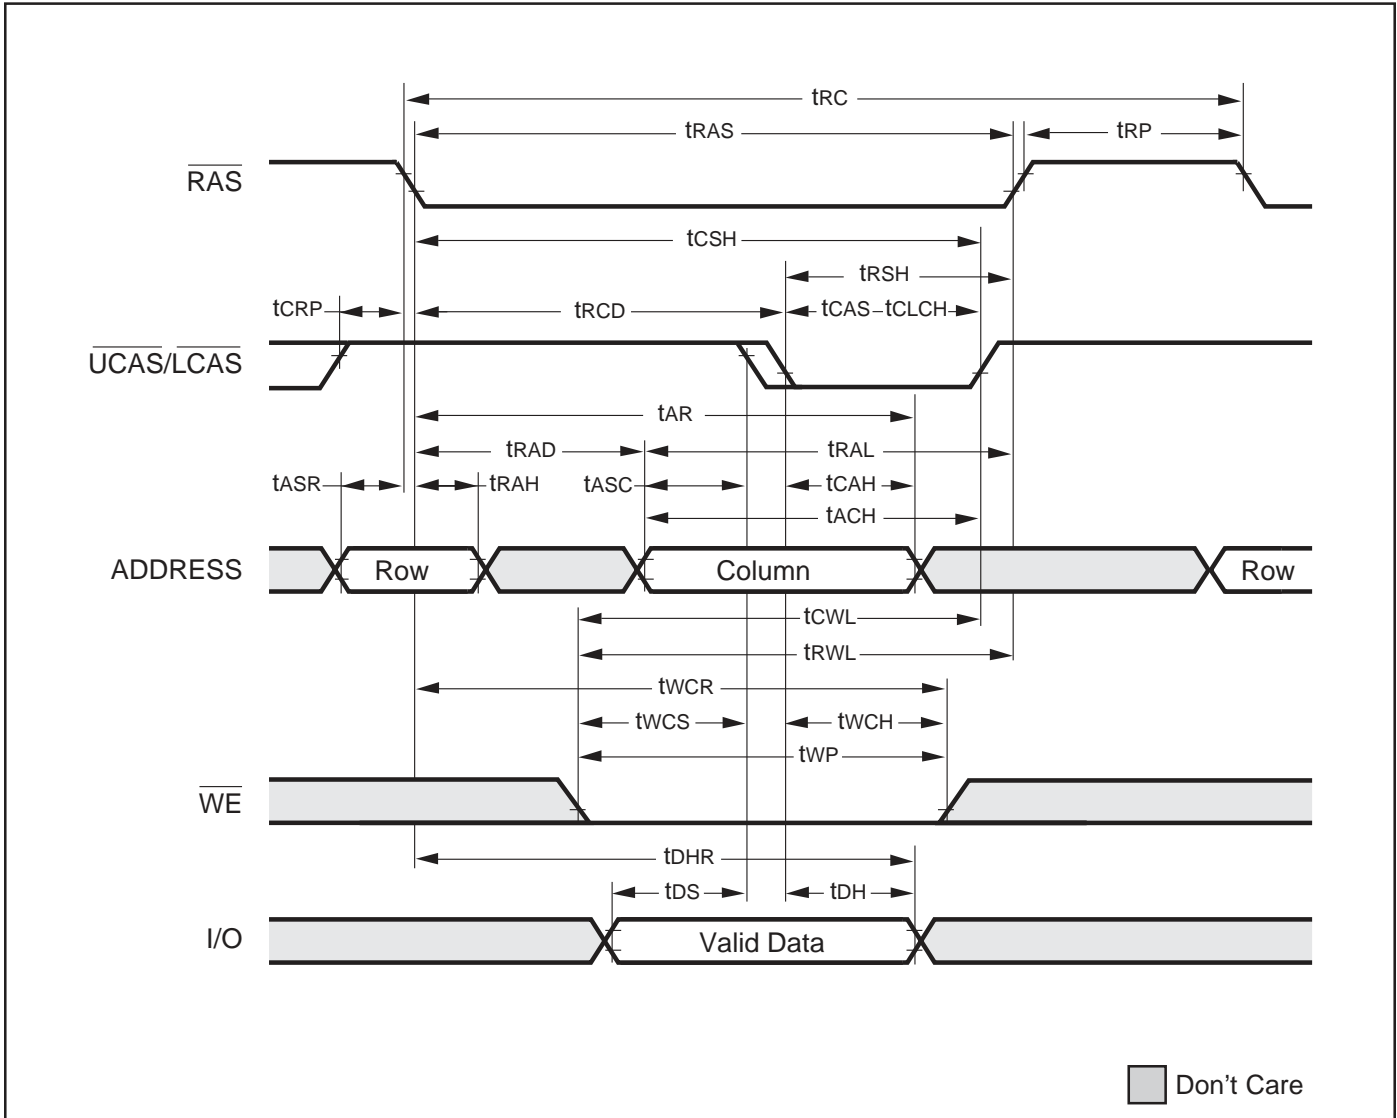 tRC
tRAS
tRP
RAS
tCSH
tRSH
tCRP
tRCD
tCAS
tCLCH
UCAS/LCAS
tAR
tRAD
tRAL
tASR
tRAH
tASC
tCAH
tACH
ADDRESS
Row
Column
Row
tCWL
tRWL
tWCR
tWCS
tWCH
tWP
WE
tDHR
tDS
tDH
I/O
Valid Data
Don't Care